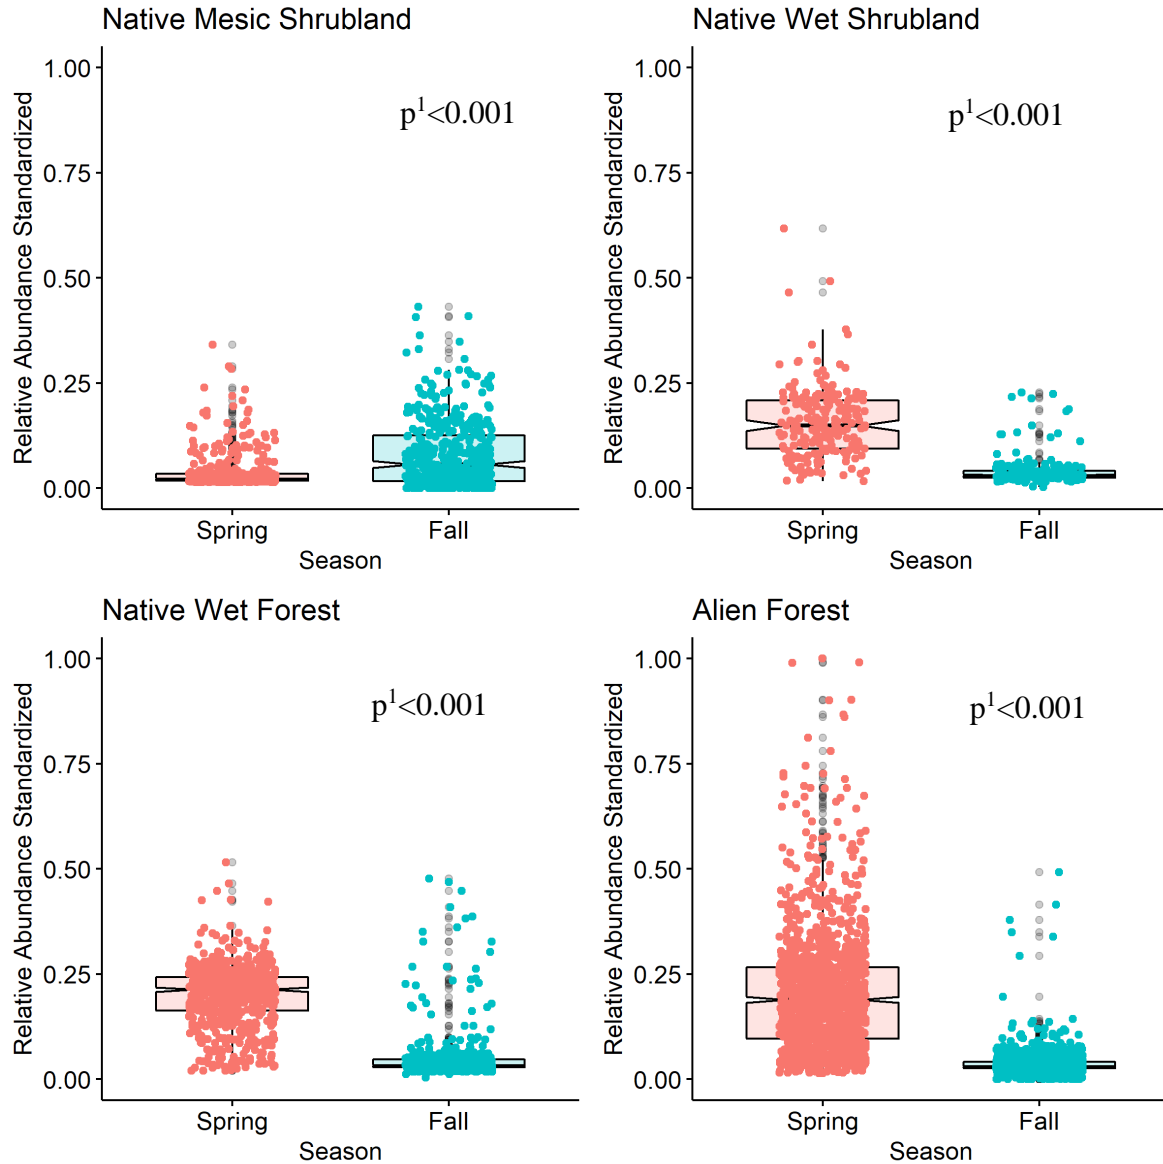 Native Mesic Shrubland
Relative Abundance Standardized
1.00
0.75
0.50
0.25
0.00
p¹<0.001
Spring
Fall
Season
Native Wet Shrubland
Relative Abundance Standardized
1.00
0.75
0.50
0.25
0.00
p¹<0.001
Spring
Fall
Season
Native Wet Forest
Relative Abundance Standardized
1.00
0.75
0.50
0.25
0.00
p¹<0.001
Spring
Fall
Season
Alien Forest
Relative Abundance Standardized
1.00
0.75
0.50
0.25
0.00
p¹<0.001
Spring
Fall
Season